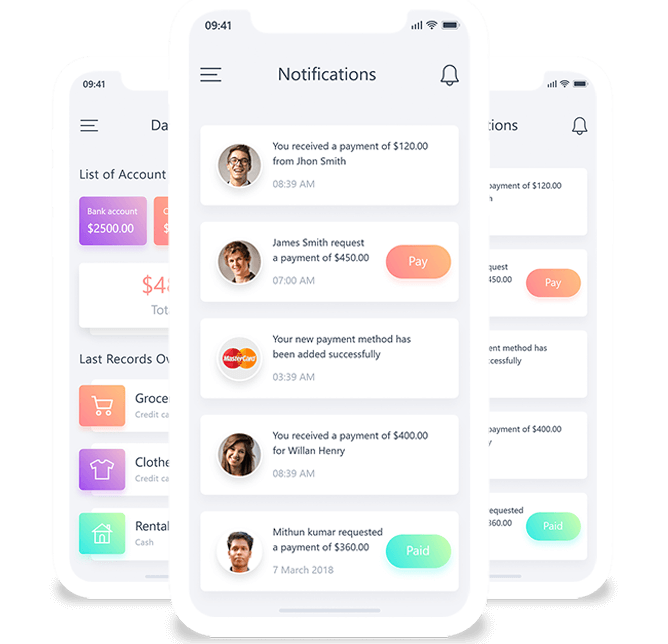 09:41
Notifications
You received a payment of $120.00
from Jhon Smith
08:39 AM
James Smith request
a payment of $450.00
07:00 AM
Pay
MasterCard
Your new payment method has
been added successfully
03:39 AM
You received a payment of $400.00
for Willan Henry
08:39 AM
Mithun kumar requested
a payment of $360.00
7 March 2018
Paid
09:41
Da
List of Account
Bank account
$2500.00
C
$
$48
Tot
Last Records Ov
Groce
Credit ca
Clothe
Credit ca
Rental
Cash
tions
payment of $120.00
h
quest
450.00
Pay
ment method has
ccessfully
payment of $400.00
y
requested
360.00
Paid